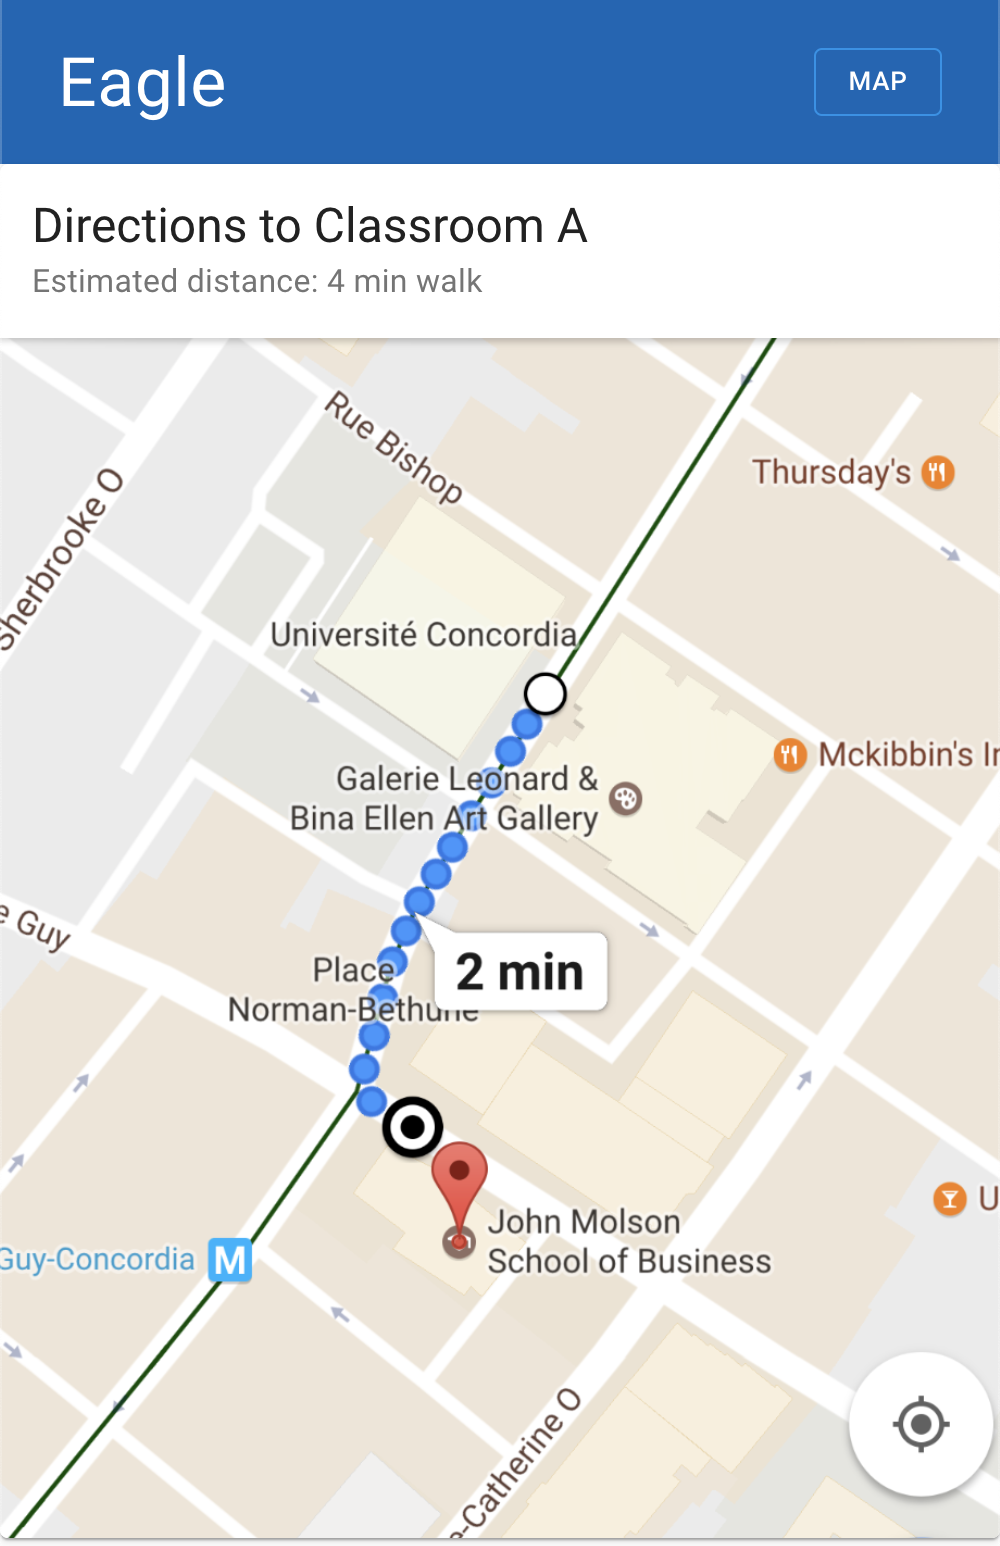 Eagle
MAP
Directions to Classroom A
Estimated distance: 4 min walk
Rue Bishop
Thursday's
Sherbrooke O
Université Concordia
Mckibbin's Ir
Galerie Leonard &
Bina Ellen Art Gallery
e Guy
2 min
Place
Norman-Bethune
John Molson
School of Business
U
Guy-Concordia
M
e-Catherine O